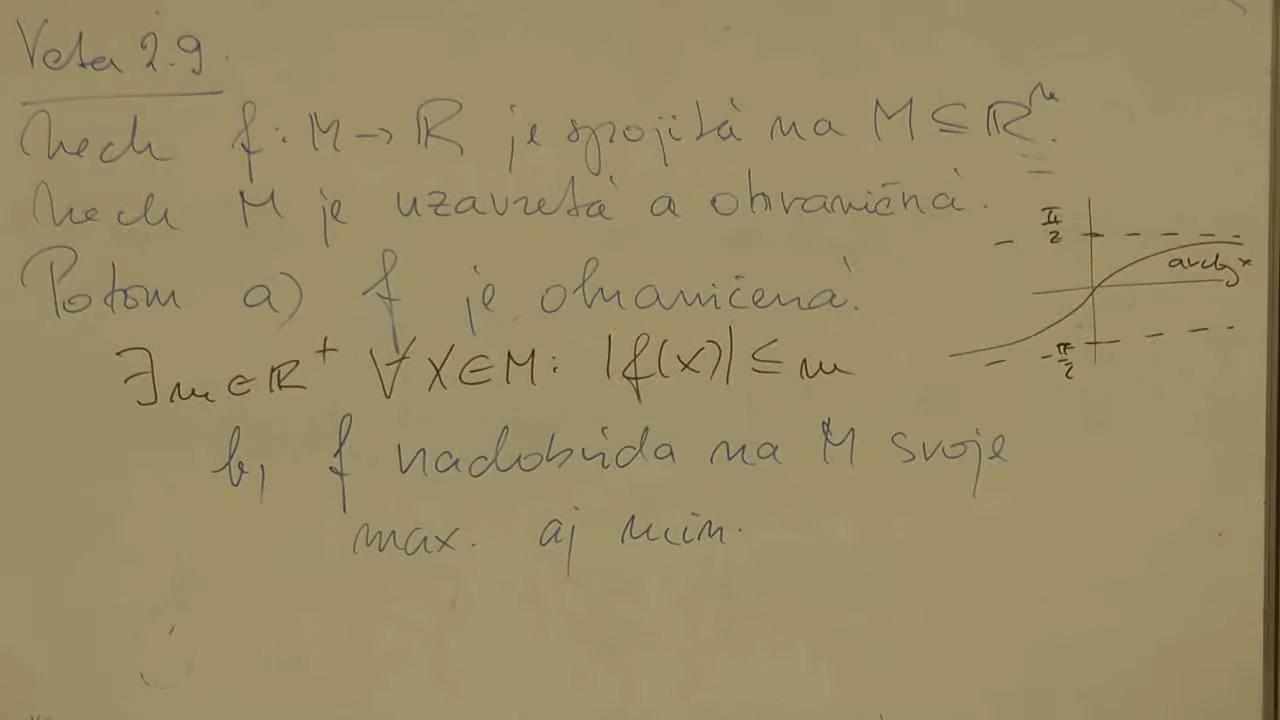 Veta 2.9.
Nech f: M → ℝ je spojitá na M ⊆ ℝⁿ.
Nech M je uzavretá a ohraničná.
Potom a) f je ohraničená.
∃ m ∈ ℝ⁺ ∀ X ∈ M: |f(x)| ≤ m
b, f nadobúda na M svoje
max. aj min.
π/2
arctg x
-π/2